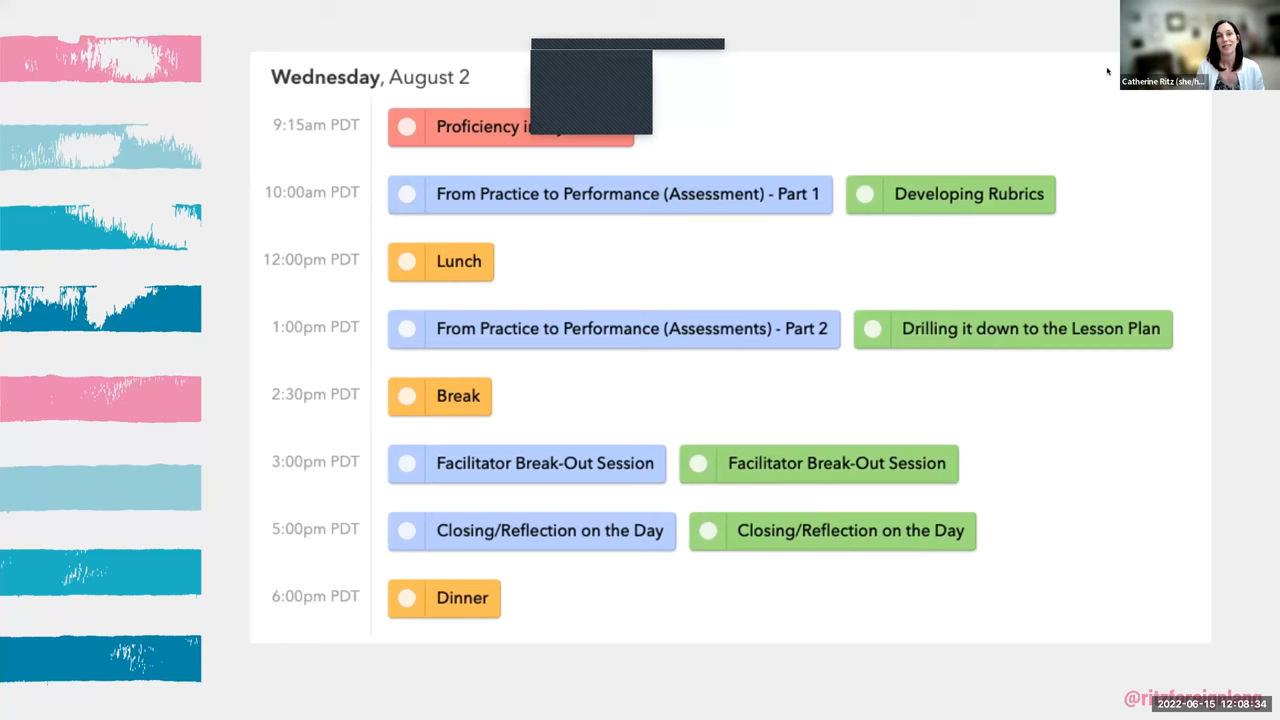 Wednesday, August 2
Catherine Ritz (she/h...
9:15am PDT
Proficiency
10:00am PDT
From Practice to Performance (Assessment) - Part 1
Developing Rubrics
12:00pm PDT
Lunch
1:00pm PDT
From Practice to Performance (Assessments) - Part 2
Drilling it down to the Lesson Plan
2:30pm PDT
Break
3:00pm PDT
Facilitator Break-Out Session
Facilitator Break-Out Session
5:00pm PDT
Closing/Reflection on the Day
Closing/Reflection on the Day
6:00pm PDT
Dinner
@ritzforeignlang
2022-06-15 12:08:34